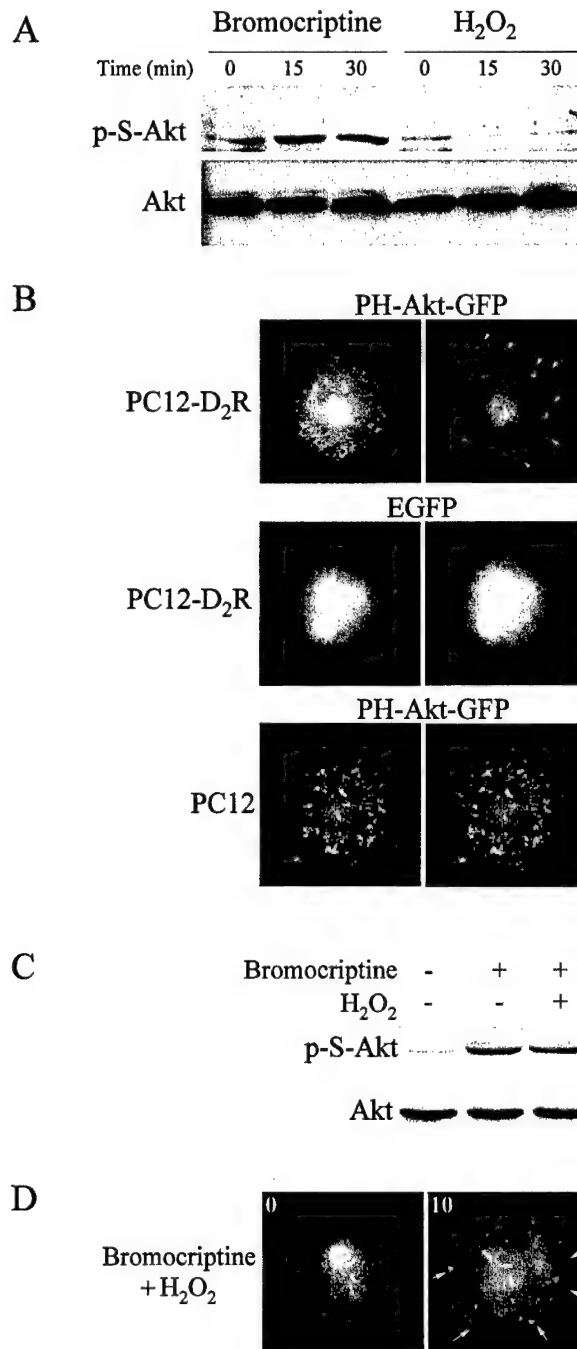 A
Bromocriptine H₂O₂
Time (min) 0 15 30 0 15 30
p-S-Akt
Akt
B
PH-Akt-GFP
PC12-D₂R
EGFP
PC12-D₂R
PH-Akt-GFP
PC12
C
Bromocriptine - + +
H₂O₂ - - +
p-S-Akt
Akt
D
0 10
Bromocriptine
+H₂O₂